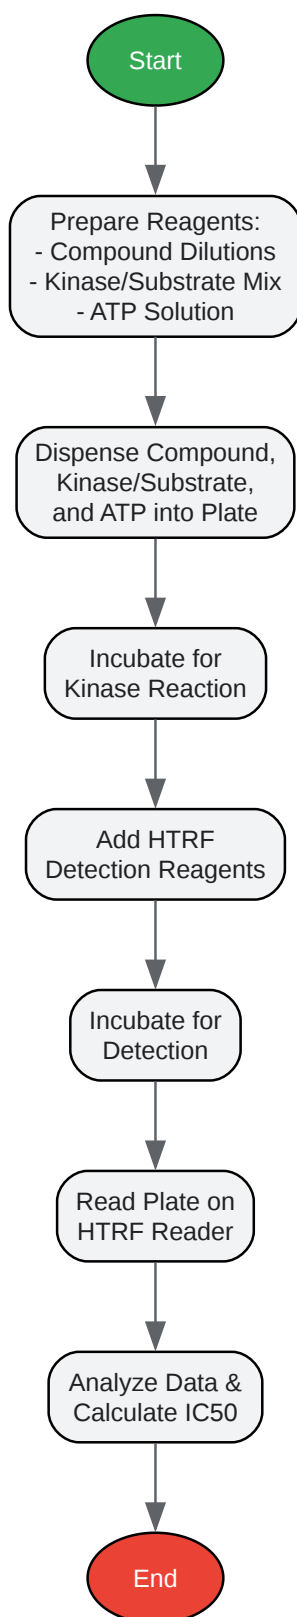 Start
Prepare Reagents:
- Compound Dilutions
- Kinase/Substrate Mix
- ATP Solution
Dispense Compound,
Kinase/Substrate,
and ATP into Plate
Incubate for
Kinase Reaction
Add HTRF
Detection Reagents
Incubate for
Detection
Read Plate on
HTRF Reader
Analyze Data &
Calculate IC50
End